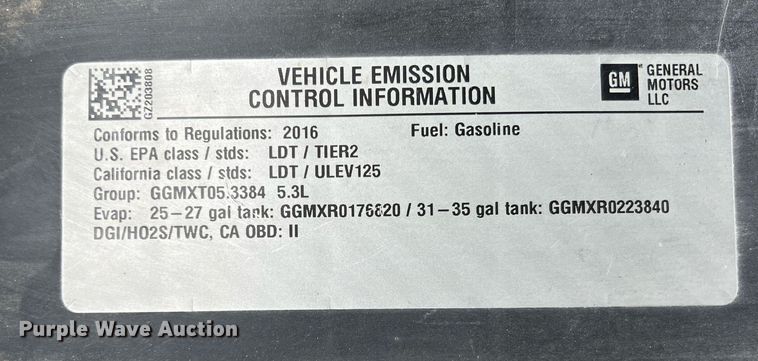 GZ203808
VEHICLE EMISSION
CONTROL INFORMATION
GM
GENERAL
MOTORS
LLC
Conforms to Regulations: 2016 Fuel: Gasoline
U.S. EPA class / stds: LDT / TIER2
California class / stds: LDT / ULEV125
Group: GGMXT05.3384 5.3L
Evap: 25-27 gal tank: GGMXR0176820 / 31-35 gal tank: GGMXR0223840
DGI/HO2S/TWC, CA OBD: II
Purple Wave Auction